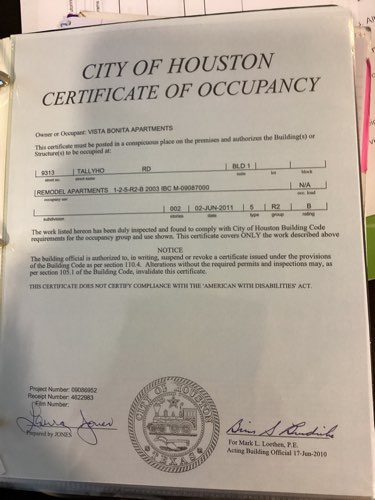 CITY OF HOUSTON
CERTIFICATE OF OCCUPANCY
Owner or Occupant: VISTA BONITA APARTMENTS
This certificate must be posted in a conspicuous place on the premises and authorizes the Building(s) or
Structure(s) to be occupied at:
9313 TALLYHO RD BLD 1
street no. street name suite lot block
REMODEL APARTMENTS 1-2-5-R2-B 2003 IBC M-09087000 N/A
occupancy use occ. load
002 02-JUN-2011 5 R2 B
subdivision stories date type group rating
The work listed hereon has been duly inspected and found to comply with City of Houston Building Code
requirements for the occupancy group and use shown. This certificate covers ONLY the work described above
NOTICE
The building official is authorized to, in writing, suspend or revoke a certificate issued under the provisions
of the Building Code as per section 110.4. Alterations without the required permits and inspections may, as
per section 105.1 of the Building Code, invalidate this certificate.
THIS CERTIFICATE DOES NOT CERTIFY COMPLIANCE WITH THE 'AMERICAN WITH DISABILITIES' ACT.
Project Number: 09086952
Receipt Number: 4622983
Film Number:
Laura Jones
Prepared by JONES
CITY OF HOUSTON
TEXAS
For Mark L. Loethen, P.E.
Acting Building Official 17-Jun-2010